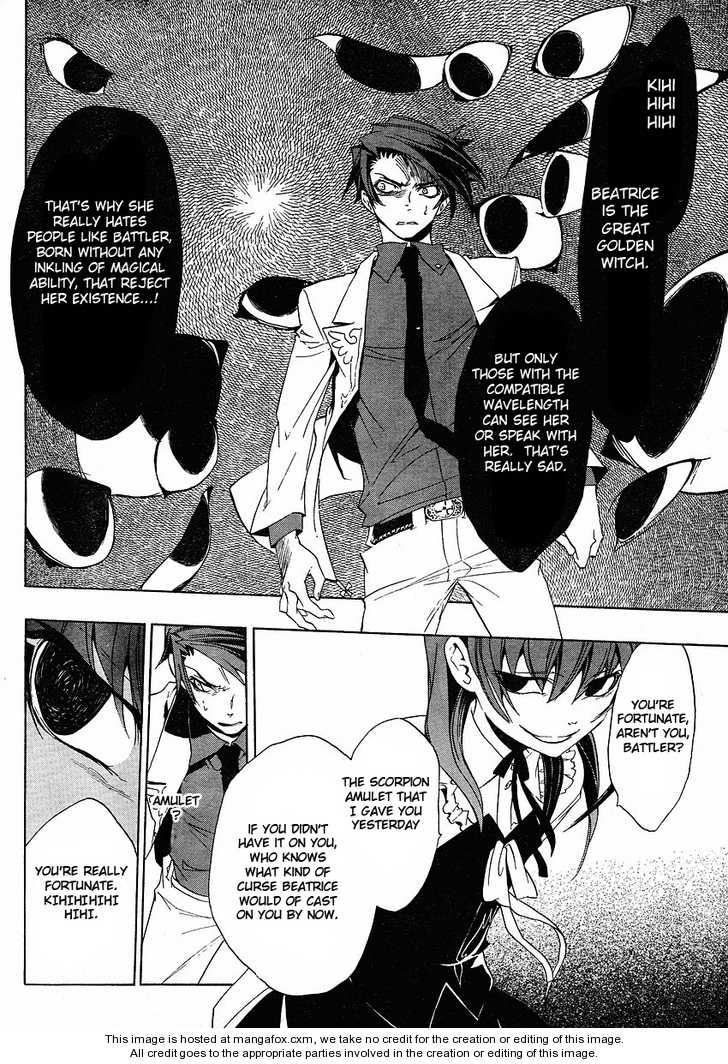 KIHI
HIHI
HIHI
BEATRICE
IS THE
GREAT
GOLDEN
WITCH.
BUT ONLY
THOSE WITH THE
COMPATIBLE
WAVELENGTH
CAN SEE HER
OR SPEAK WITH
HER. THAT'S
REALLY SAD.
THAT'S WHY SHE
REALLY HATES
PEOPLE LIKE BATTLER,
BORN WITHOUT ANY
INKLING OF MAGICAL
ABILITY, THAT REJECT
HER EXISTENCE...!
YOU'RE
FORTUNATE,
AREN'T YOU,
BATTLER?
THE SCORPION
AMULET THAT I
GAVE YOU
YESTERDAY
IF YOU DIDN'T
HAVE IT ON YOU,
WHO KNOWS
WHAT KIND OF
CURSE BEATRICE
WOULD OF CAST
ON YOU BY NOW.
AMULET
?
YOU'RE REALLY
FORTUNATE.
KIHIHIHIHI
HIHI.
This image is hosted at mangafox.cxm, we take no credit for the creation or editing of this image.
All credit goes to the appropriate parties involved in the creation or editing of this image.